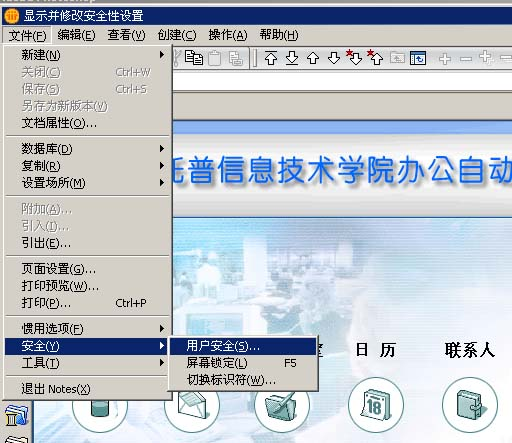 显示并修改安全性设置
文件(F) 编辑(E) 查看(V) 创建(C) 操作(A) 帮助(H)
新建(N)
关闭(C) Ctrl+W
保存(S) Ctrl+S
另存为新版本(V)
文档属性(O)...
数据库(D)
复制(R)
设置场所(M)
附加(A)...
引入(I)...
引出(E)...
页面设置(G)...
打印预览(W)...
打印(P)... Ctrl+P
惯用选项(F)
安全(Y)
工具(T)
退出 Notes(X)
用户安全(S)...
屏幕锁定(L) F5
切换标识符(W)...
托普信息技术学院办公自动
日 历
联系人
18